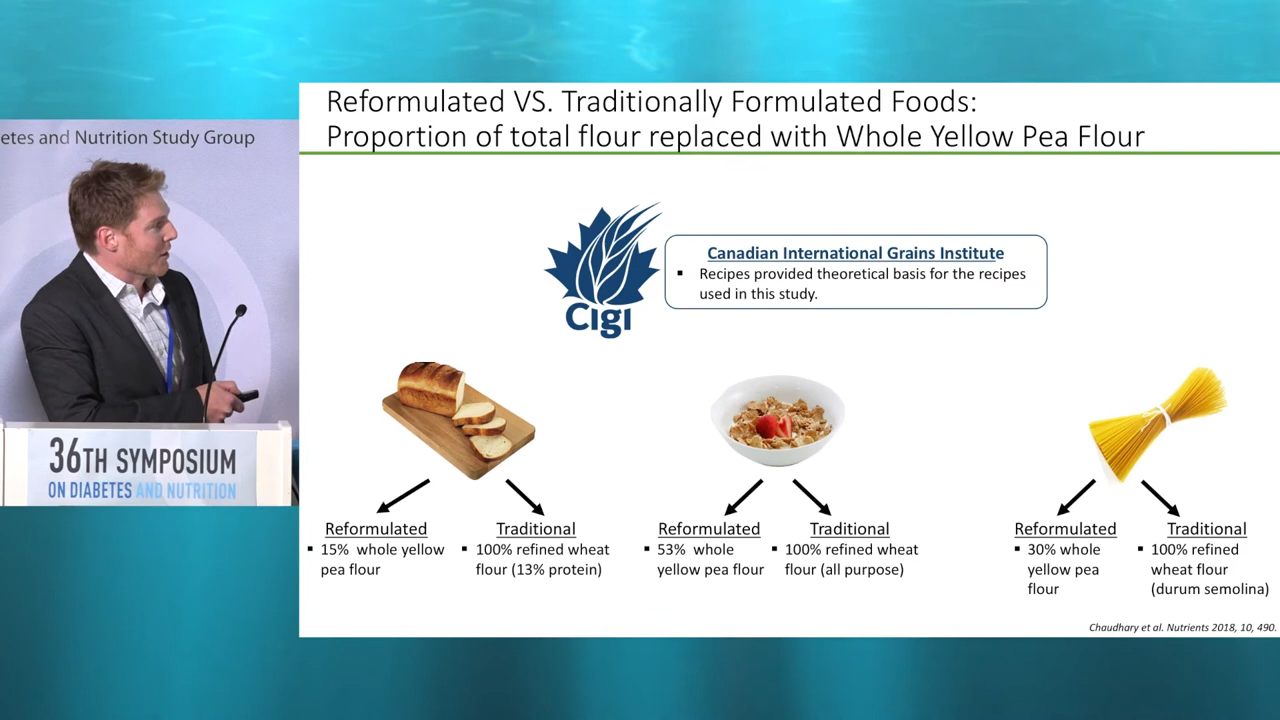 etes and Nutrition Study Group
36TH SYMPOSIUM
ON DIABETES AND NUTRITION
Reformulated VS. Traditionally Formulated Foods:
Proportion of total flour replaced with Whole Yellow Pea Flour
Cigi
Canadian International Grains Institute
▪ Recipes provided theoretical basis for the recipes
used in this study.
Reformulated
▪ 15% whole yellow
pea flour
Traditional
▪ 100% refined wheat
flour (13% protein)
Reformulated
▪ 53% whole
yellow pea flour
Traditional
▪ 100% refined wheat
flour (all purpose)
Reformulated
▪ 30% whole
yellow pea
flour
Traditional
▪ 100% refined
wheat flour
(durum semolina)
Chaudhary et al. Nutrients 2018, 10, 490.